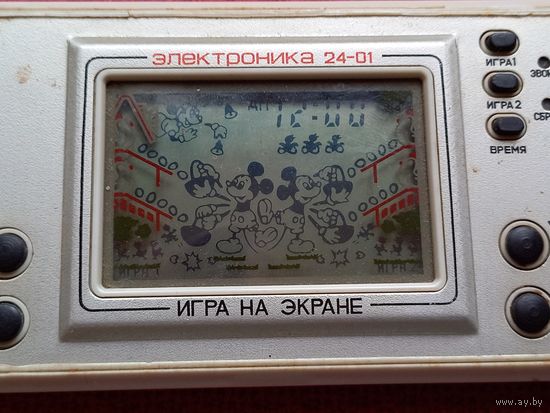 электроника 24-01
ИГРА 1
ИГРА 2
ВРЕМЯ
12-00
ИГРА
ИГРА 2
ИГРА НА ЭКРАНЕ
www.ay.by